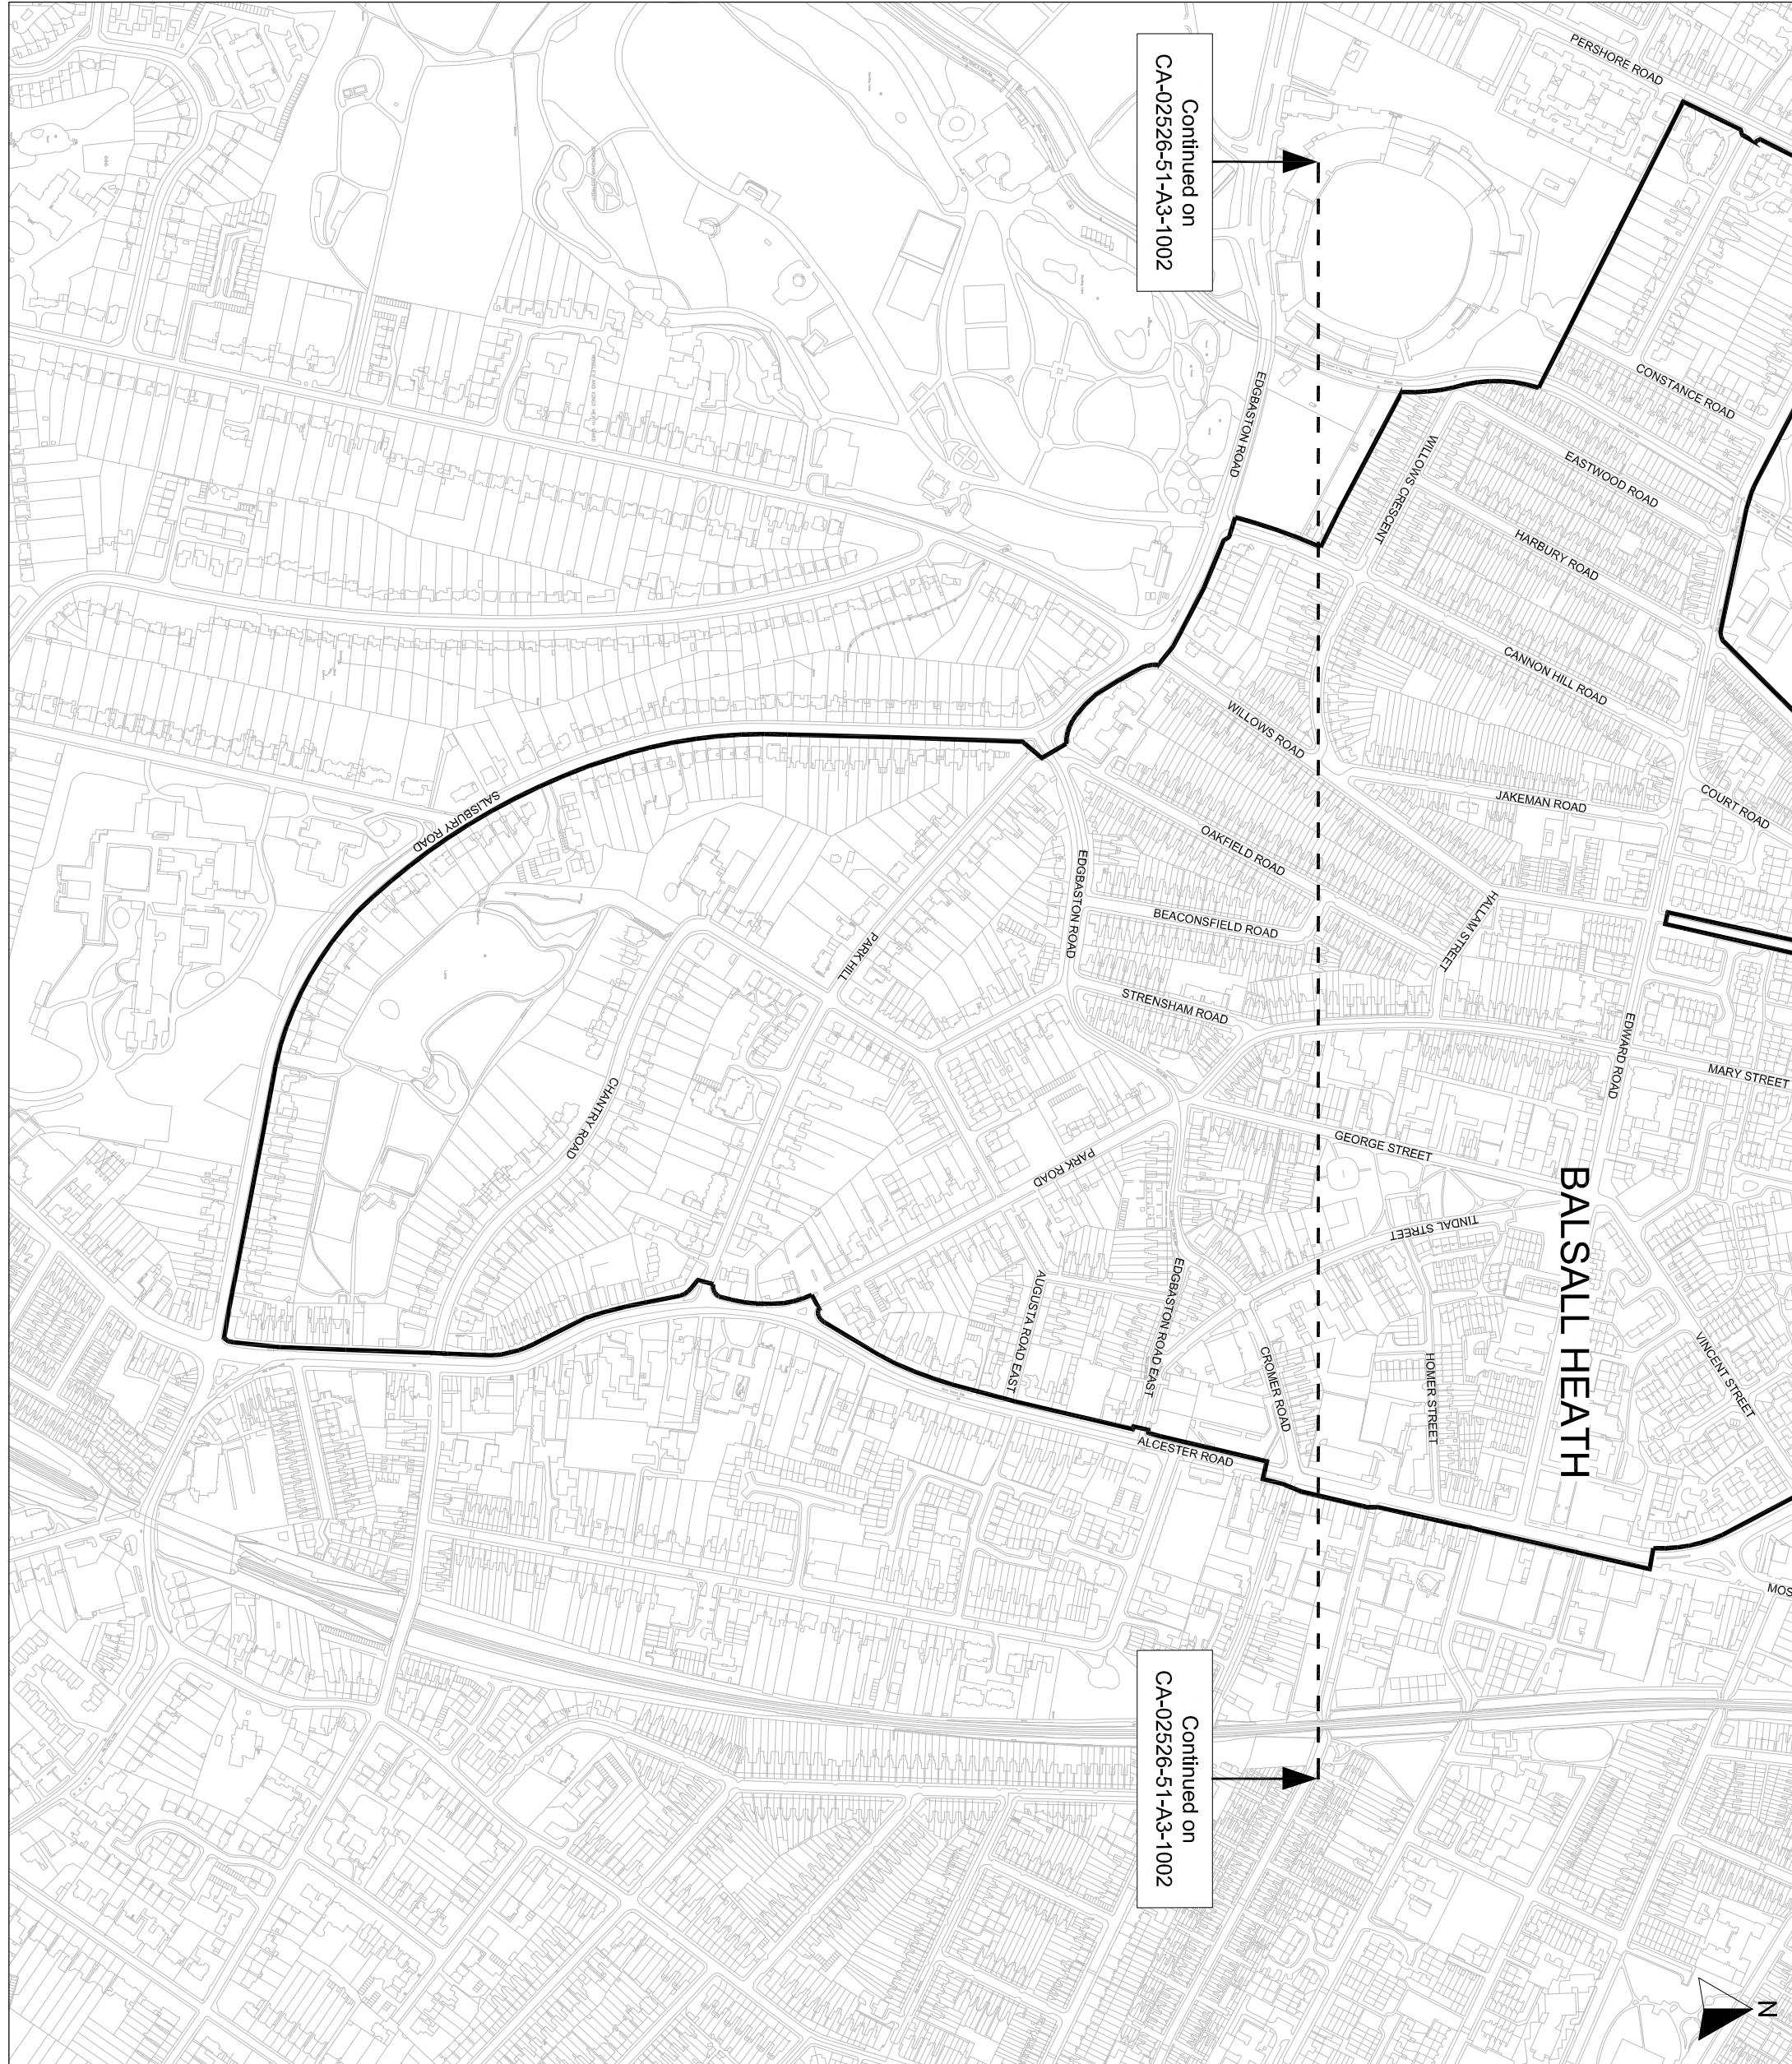 PERSHORE ROAD
Continued on
CA-02526-51-A3-1002
CONSTANCE ROAD
EDGBASTON ROAD
WILLOWS CRESCENT
EASTWOOD ROAD
HARBURY ROAD
CANNON HILL ROAD
WILLOWS ROAD
JAKEMAN ROAD
COURT ROAD
SALISBURY ROAD
OAKFIELD ROAD
EDGBASTON ROAD
BEACONSFIELD ROAD
HALLAM STREET
PARK HILL
STRENSHAM ROAD
EDWARD ROAD
MARY STREET
CHANTRY ROAD
GEORGE STREET
PARK ROAD
BALSALL HEATH
TINDAL STREET
AUGUSTA ROAD EAST
EDGBASTON ROAD EAST
CROMER ROAD
HOMER STREET
VINCENT STREET
ALCESTER ROAD
MOS
Continued on
CA-02526-51-A3-1002
N